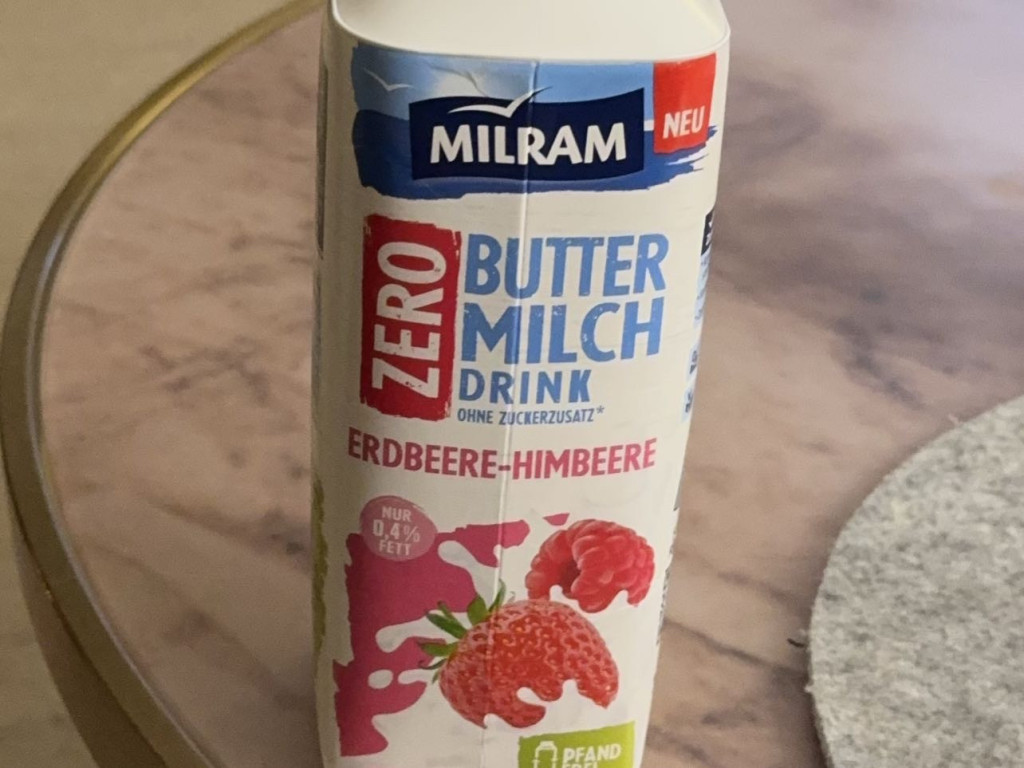 MILRAM
NEU
ZERO
BUTTER
MILCH
DRINK
OHNE ZUCKERZUSATZ*
ERDBEERE-HIMBEERE
NUR
0,4%
FETT
PFAND